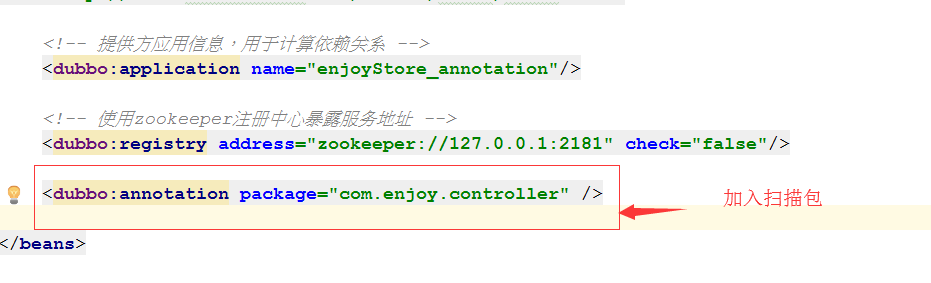 <!-- 提供方应用信息，用于计算依赖关系 -->
<dubbo:application name="enjoyStore_annotation"/>
<!-- 使用zookeeper注册中心暴露服务地址 -->
<dubbo:registry address="zookeeper://127.0.0.1:2181" check="false"/>
<dubbo:annotation package="com.enjoy.controller" />
加入扫描包
</beans>